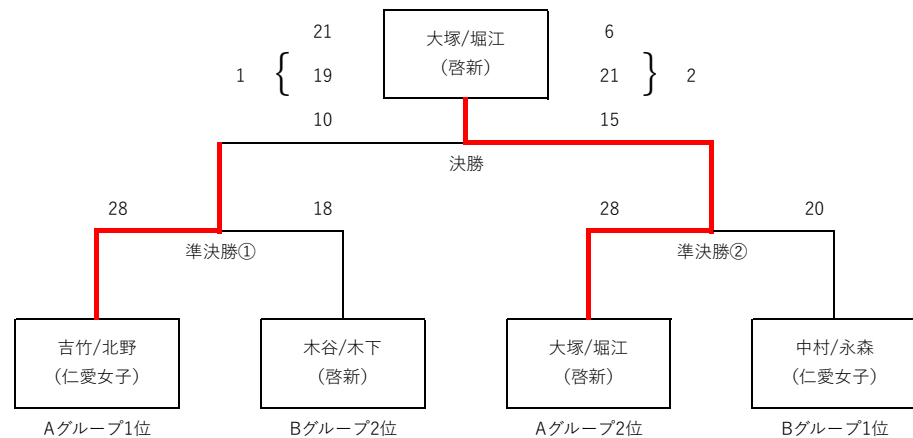 21
大塚/堀江
6
1
{
19
(啓新)
21
}
2
10
15
決勝
28
18
28
20
準決勝①
準決勝②
吉竹/北野
(仁愛女子)
木谷/木下
(啓新)
大塚/堀江
(啓新)
中村/永森
(仁愛女子)
Aグループ1位
Bグループ2位
Aグループ2位
Bグループ1位